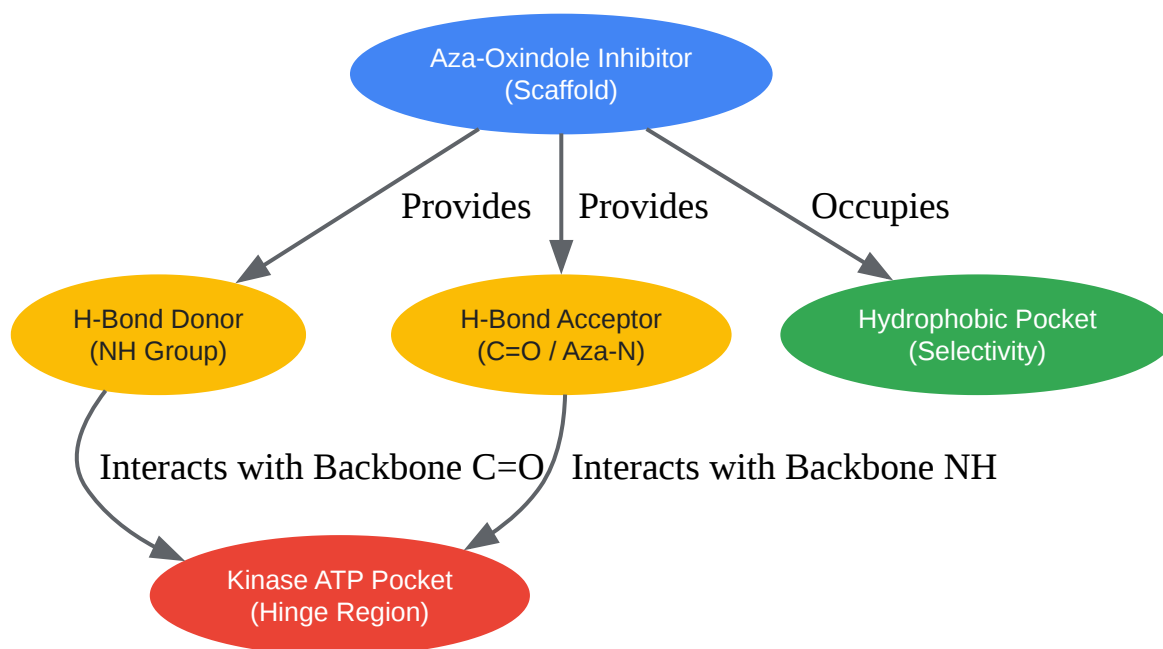 Aza-Oxindole Inhibitor
(Scaffold)
Provides
Provides
Occupies
H-Bond Donor
(NH Group)
H-Bond Acceptor
(C=O / Aza-N)
Hydrophobic Pocket
(Selectivity)
Interacts with Backbone C=O
Interacts with Backbone NH
Kinase ATP Pocket
(Hinge Region)